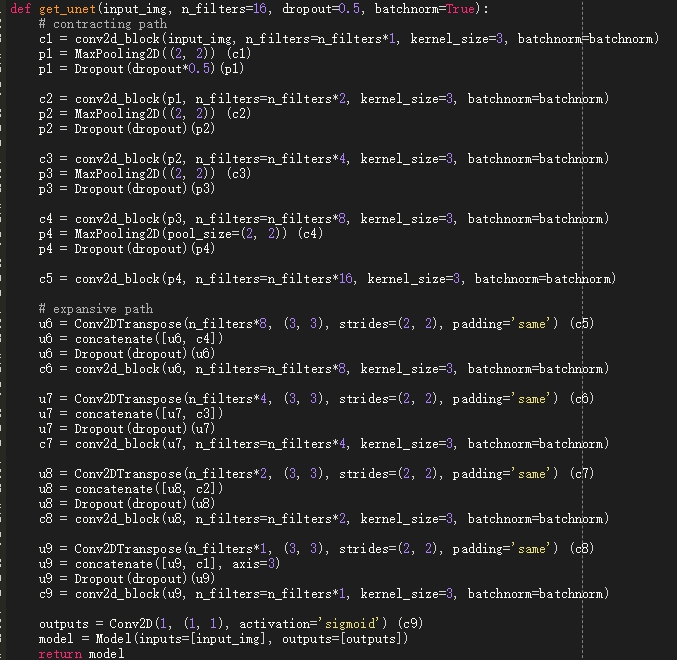 def get_unet(input_img, n_filters=16, dropout=0.5, batchnorm=True):
    # contracting path
    c1 = conv2d_block(input_img, n_filters=n_filters*1, kernel_size=3, batchnorm=batchnorm)
    p1 = MaxPooling2D((2, 2)) (c1)
    p1 = Dropout(dropout*0.5)(p1)

    c2 = conv2d_block(p1, n_filters=n_filters*2, kernel_size=3, batchnorm=batchnorm)
    p2 = MaxPooling2D((2, 2)) (c2)
    p2 = Dropout(dropout)(p2)

    c3 = conv2d_block(p2, n_filters=n_filters*4, kernel_size=3, batchnorm=batchnorm)
    p3 = MaxPooling2D((2, 2)) (c3)
    p3 = Dropout(dropout)(p3)

    c4 = conv2d_block(p3, n_filters=n_filters*8, kernel_size=3, batchnorm=batchnorm)
    p4 = MaxPooling2D(pool_size=(2, 2)) (c4)
    p4 = Dropout(dropout)(p4)

    c5 = conv2d_block(p4, n_filters=n_filters*16, kernel_size=3, batchnorm=batchnorm)

    # expansive path
    u6 = Conv2DTranspose(n_filters*8, (3, 3), strides=(2, 2), padding='same') (c5)
    u6 = concatenate([u6, c4])
    u6 = Dropout(dropout)(u6)
    c6 = conv2d_block(u6, n_filters=n_filters*8, kernel_size=3, batchnorm=batchnorm)

    u7 = Conv2DTranspose(n_filters*4, (3, 3), strides=(2, 2), padding='same') (c6)
    u7 = concatenate([u7, c3])
    u7 = Dropout(dropout)(u7)
    c7 = conv2d_block(u7, n_filters=n_filters*4, kernel_size=3, batchnorm=batchnorm)

    u8 = Conv2DTranspose(n_filters*2, (3, 3), strides=(2, 2), padding='same') (c7)
    u8 = concatenate([u8, c2])
    u8 = Dropout(dropout)(u8)
    c8 = conv2d_block(u8, n_filters=n_filters*2, kernel_size=3, batchnorm=batchnorm)

    u9 = Conv2DTranspose(n_filters*1, (3, 3), strides=(2, 2), padding='same') (c8)
    u9 = concatenate([u9, c1], axis=3)
    u9 = Dropout(dropout)(u9)
    c9 = conv2d_block(u9, n_filters=n_filters*1, kernel_size=3, batchnorm=batchnorm)

    outputs = Conv2D(1, (1, 1), activation='sigmoid') (c9)
    model = Model(inputs=[input_img], outputs=[outputs])
    return model